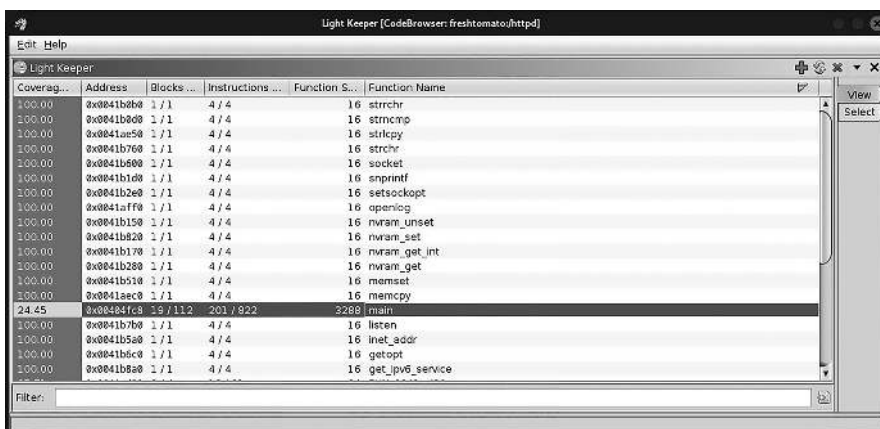 Light Keeper [CodeBrowser: freshtomato:/httpd]
Edit Help
Light Keeper
Coverag... Address Blocks ... Instructions ... Function S... Function Name
100.00 0x0041b0b0 1 / 1 4 / 4 16 strrchr
100.00 0x0041b0d0 1 / 1 4 / 4 16 strncmp
100.00 0x0041ae50 1 / 1 4 / 4 16 strlcpy
100.00 0x0041b760 1 / 1 4 / 4 16 strchr
100.00 0x0041b600 1 / 1 4 / 4 16 socket
100.00 0x0041b1d0 1 / 1 4 / 4 16 snprintf
100.00 0x0041b2e0 1 / 1 4 / 4 16 setsockopt
100.00 0x0041aff0 1 / 1 4 / 4 16 openlog
100.00 0x0041b150 1 / 1 4 / 4 16 nvram_unset
100.00 0x0041b820 1 / 1 4 / 4 16 nvram_set
100.00 0x0041b170 1 / 1 4 / 4 16 nvram_get_int
100.00 0x0041b280 1 / 1 4 / 4 16 nvram_get
100.00 0x0041b510 1 / 1 4 / 4 16 memset
100.00 0x0041aec0 1 / 1 4 / 4 16 memcpy
24.45 0x00404fc8 19 / 112 201 / 822 3288 main
100.00 0x0041b7b0 1 / 1 4 / 4 16 listen
100.00 0x0041b5a0 1 / 1 4 / 4 16 inet_addr
100.00 0x0041b6c0 1 / 1 4 / 4 16 getopt
100.00 0x0041b8a0 1 / 1 4 / 4 16 get_ipv6_service
View
Select
Filter: